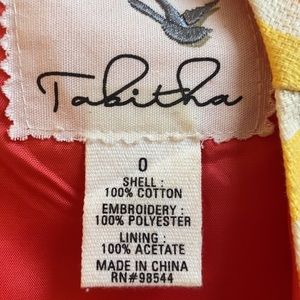 Tabitha
0
SHELL :
100% COTTON
EMBROIDERY :
100% POLYESTER
LINING :
100% ACETATE
MADE IN CHINA
RN#98544